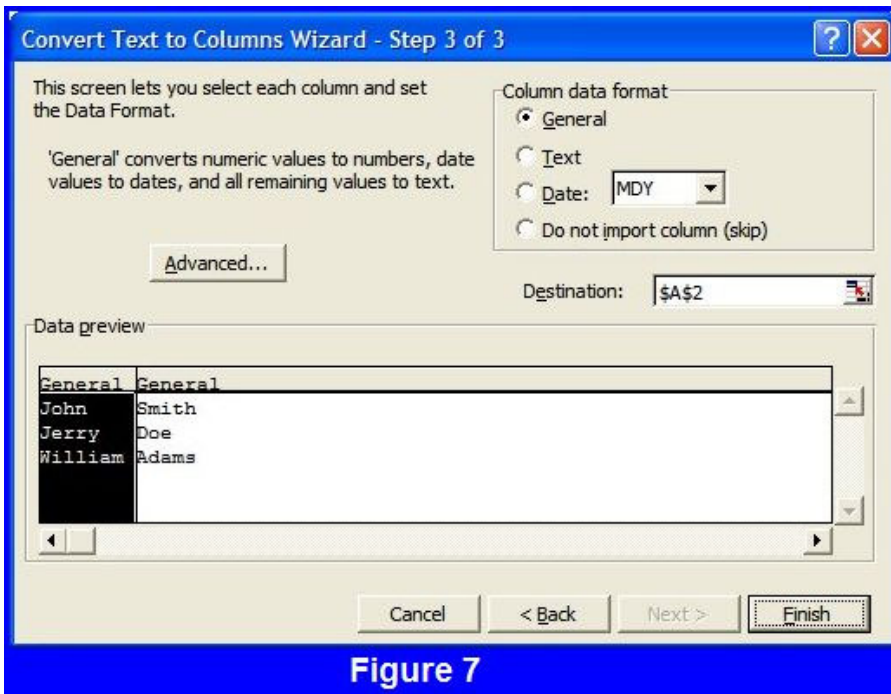 Convert Text to Columns Wizard - Step 3 of 3
This screen lets you select each column and set
the Data Format.
'General' converts numeric values to numbers, date
values to dates, and all remaining values to text.
Advanced...
Column data format
General
Text
Date: MDY
Do not import column (skip)
Destination: $A$2
Data preview
General General
John Smith
Jerry Doe
William Adams
Cancel < Back Next > Finish
Figure 7